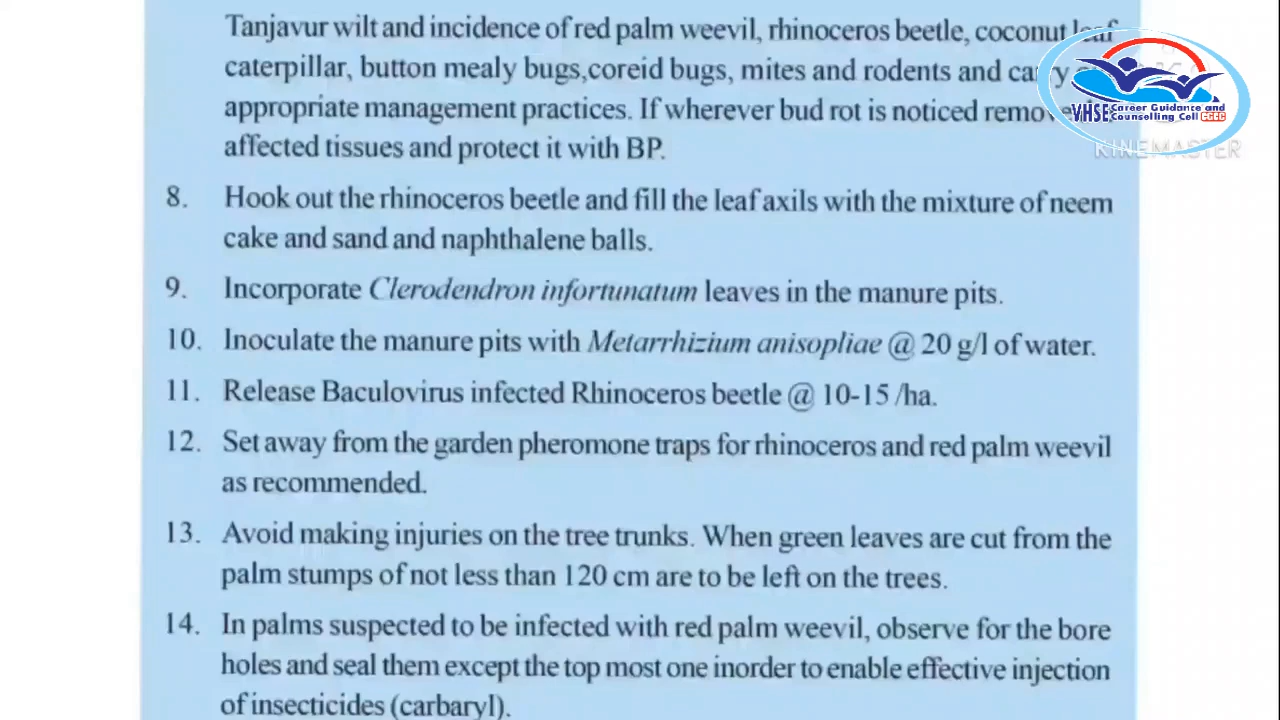 Tanjavur wilt and incidence of red palm weevil, rhinoceros beetle, coconut leaf
caterpillar, button mealy bugs,coreid bugs, mites and rodents and carry
appropriate management practices. If wherever bud rot is noticed remove
affected tissues and protect it with BP.
VHSE Career Guidance and
Counselling Cell CGCC
KINEMASTER
8. Hook out the rhinoceros beetle and fill the leaf axils with the mixture of neem
cake and sand and naphthalene balls.
9. Incorporate Clerodendron infortunatum leaves in the manure pits.
10. Inoculate the manure pits with Metarrhizium anisopliae @ 20 g/l of water.
11. Release Baculovirus infected Rhinoceros beetle @ 10-15 /ha.
12. Set away from the garden pheromone traps for rhinoceros and red palm weevil
as recommended.
13. Avoid making injuries on the tree trunks. When green leaves are cut from the
palm stumps of not less than 120 cm are to be left on the trees.
14. In palms suspected to be infected with red palm weevil, observe for the bore
holes and seal them except the top most one inorder to enable effective injection
of insecticides (carbaryl).